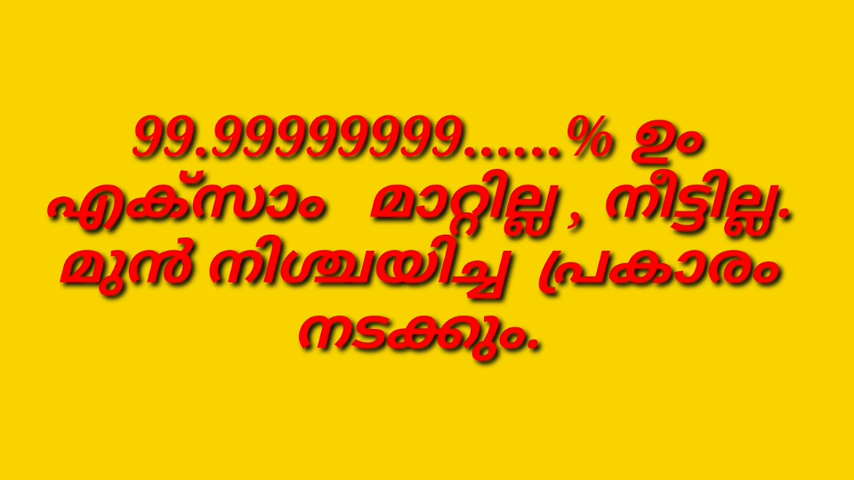 99.99999999......% ഉം
എക്സാം മാറ്റില്ല , നീട്ടില്ല.
മുൻ നിശ്ചയിച്ച പ്രകാരം
നടക്കും.